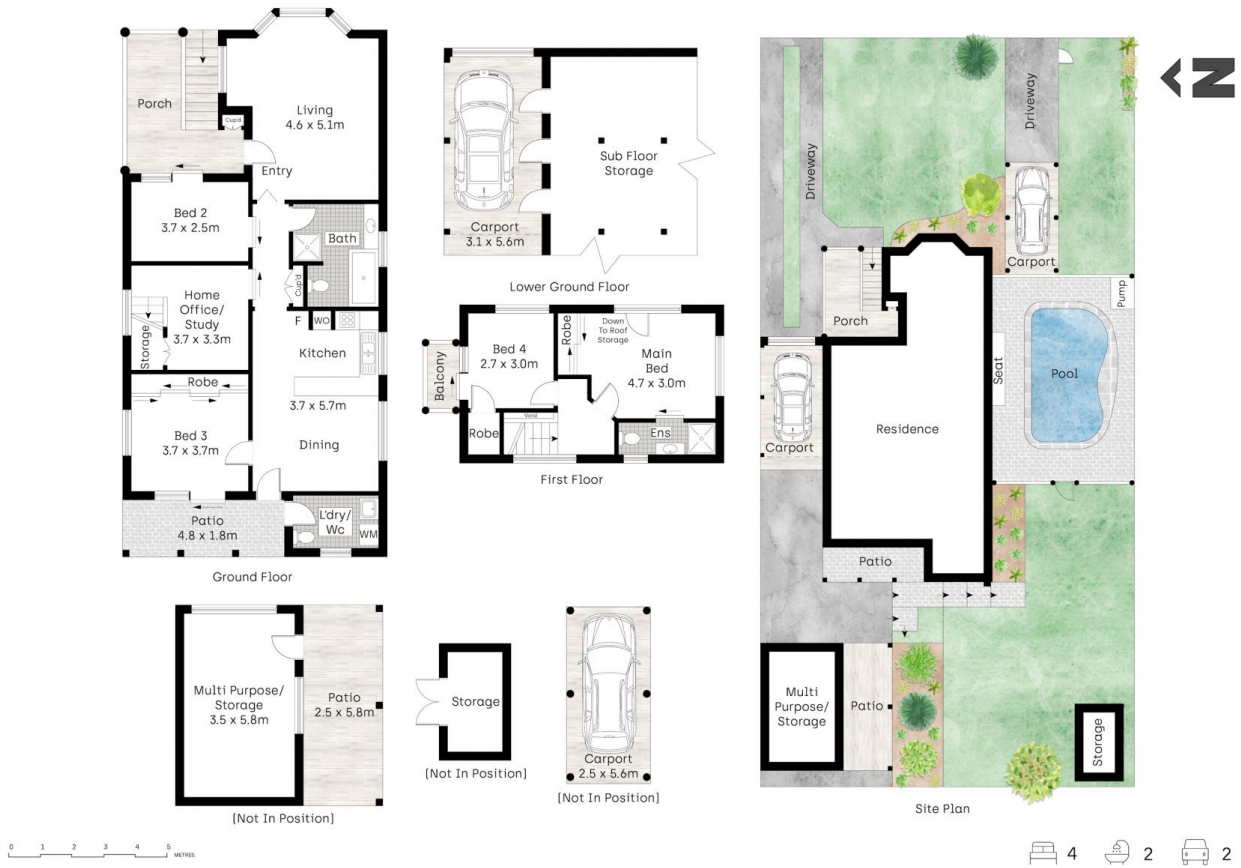 Porch
Cup'd
Living
4.6 x 5.1m
Entry
Bed 2
3.7 x 2.5m
Bath
Home
Office/
Study
3.7 x 3.3m
Storage
Cup'd
F
WO
Kitchen
3.7 x 5.7m
Dining
Robe
Bed 3
3.7 x 3.7m
Patio
4.8 x 1.8m
L'dry/
Wc
WM
Ground Floor
Carport
3.1 x 5.6m
Sub Floor
Storage
Lower Ground Floor
Balcony
Bed 4
2.7 x 3.0m
Robe
Robe
Down
To Roof
Storage
Main
Bed
4.7 x 3.0m
Void
Ens
First Floor
Multi Purpose/
Storage
3.5 x 5.8m
Patio
2.5 x 5.8m
(Not In Position)
Storage
(Not In Position)
Carport
2.5 x 5.6m
(Not In Position)
N
Driveway
Driveway
Carport
Porch
Pump
Seat
Pool
Carport
Residence
Patio
Multi
Purpose/
Storage
Patio
Storage
Site Plan
0 1 2 3 4 5
METRES.
4 2 2